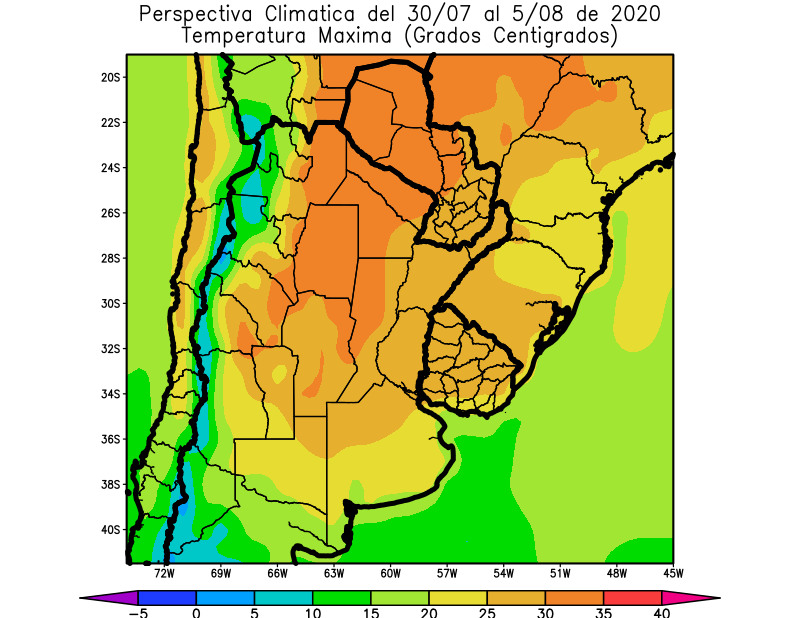 Perspectiva Climatica del 30/07 al 5/08 de 2020
Temperatura Maxima (Grados Centigrados)
20S
22S
24S
26S
28S
30S
32S
34S
36S
38S
40S
72W 69W 66W 63W 60W 57W 54W 51W 48W 45W
-5 0 5 10 15 20 25 30 35 40